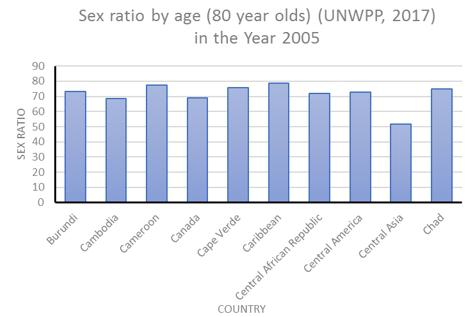 Sex ratio by age (80 year olds) (UNWPP, 2017)
in the Year 2005
SEX RATIO
90
80
70
60
50
40
30
20
10
0
Burundi
Cambodia
Cameroon
Canada
Cape Verde
Caribbean
Central African Republic
Central America
Central Asia
Chad
COUNTRY